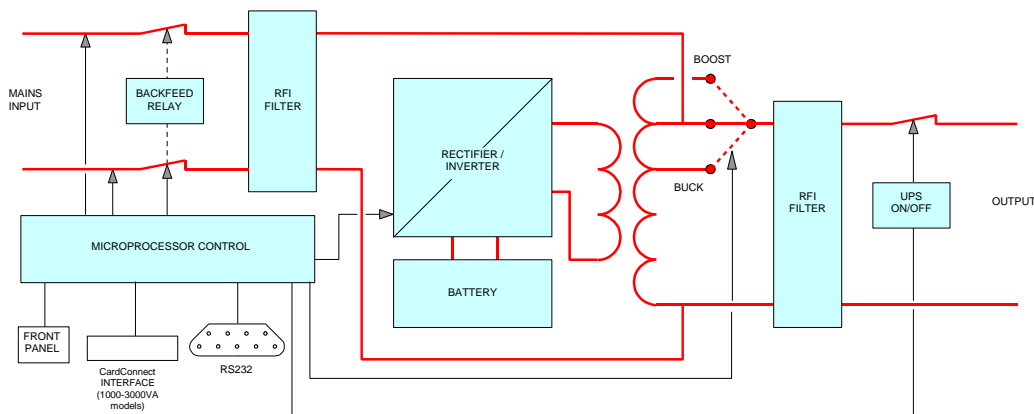 MAINS
INPUT
BACKFEED
RELAY
RFI
FILTER
RECTIFIER /
INVERTER
BATTERY
BOOST
BUCK
RFI
FILTER
UPS
ON/OFF
OUTPUT
MICROPROCESSOR CONTROL
FRONT
PANEL
CardConnect
INTERFACE
(1000-3000VA
models)
RS232